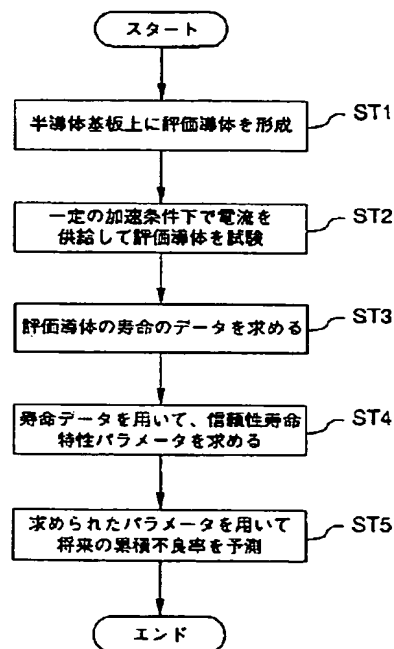 スタート
半導体基板上に評価導体を形成
ST1
一定の加速条件下で電流を
供給して評価導体を試験
ST2
評価導体の寿命のデータを求める
ST3
寿命データを用いて、信頼性寿命
特性パラメータを求める
ST4
求められたパラメータを用いて
将来の累積不良率を予測
ST5
エンド